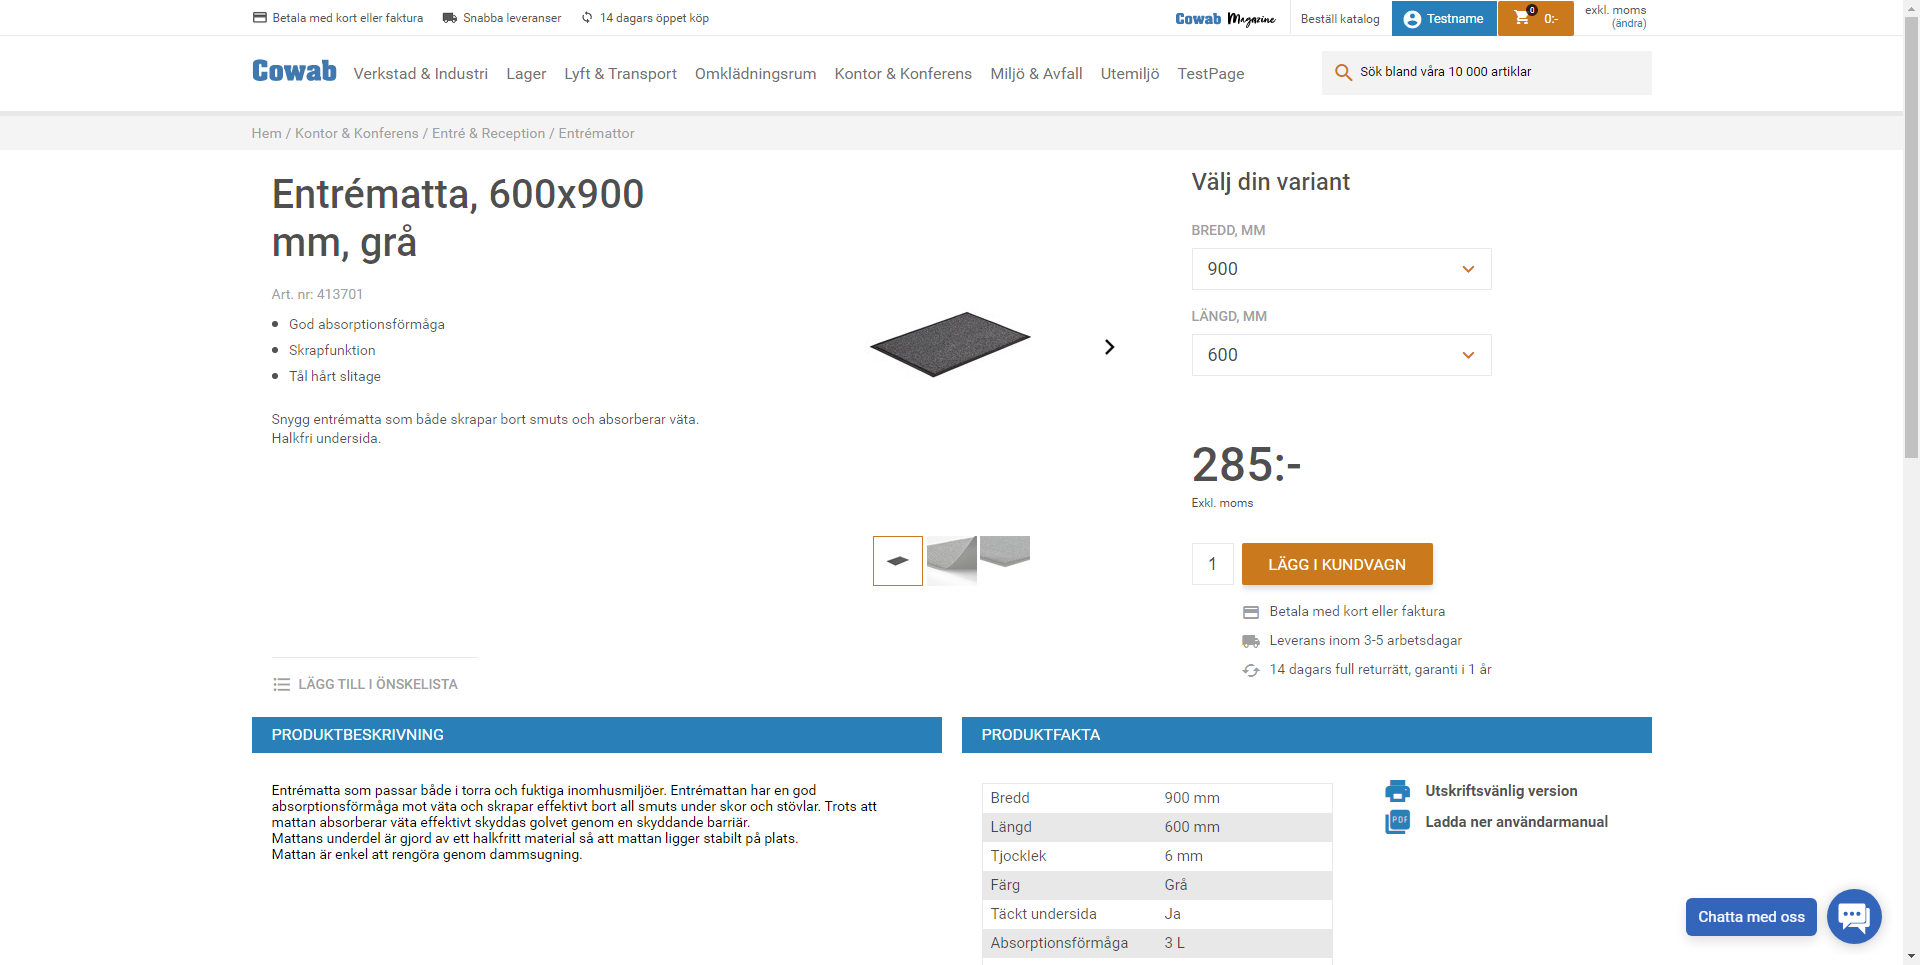 Betala med kort eller faktura
Snabba leveranser
14 dagars öppet köp
Cowab Magazine
Beställ katalog
Testname
0
0:-
exkl. moms
(ändra)
Cowab
Verkstad & Industri
Lager
Lyft & Transport
Omklädningsrum
Kontor & Konferens
Miljö & Avfall
Utemiljö
TestPage
Sök bland våra 10 000 artiklar
Hem / Kontor & Konferens / Entré & Reception / Entrémattor
Entrématta, 600x900
mm, grå
Art. nr: 413701
God absorptionsförmåga
Skrapfunktion
Tål hårt slitage
Snygg entrématta som både skrapar bort smuts och absorberar väta.
Halkfri undersida.
LÄGG TILL I ÖNSKELISTA
Välj din variant
BREDD, MM
900
LÄNGD, MM
600
285:-
Exkl. moms
1
LÄGG I KUNDVAGN
Betala med kort eller faktura
Leverans inom 3-5 arbetsdagar
14 dagars full returrätt, garanti i 1 år
PRODUKTBESKRIVNING
Entrématta som passar både i torra och fuktiga inomhusmiljöer. Entrémattan har en god
absorptionsförmåga mot väta och skrapar effektivt bort all smuts under skor och stövlar. Trots att
mattan absorberar väta effektivt skyddas golvet genom en skyddande barriär.
Mattans underdel är gjord av ett halkfritt material så att mattan ligger stabilt på plats.
Mattan är enkel att rengöra genom dammsugning.
PRODUKTFAKTA
Bredd 900 mm
Längd 600 mm
Tjocklek 6 mm
Färg Grå
Täckt undersida Ja
Absorptionsförmåga 3 L
Utskriftsvänlig version
PDF
Ladda ner användarmanual
Chatta med oss